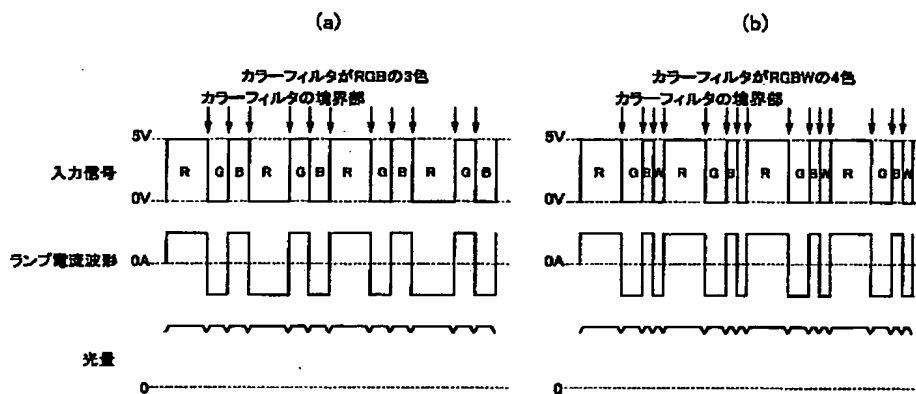 (a)
(b)
カラーフィルタがRGBの3色
カラーフィルタがRGBWの4色
カラーフィルタの境界部
カラーフィルタの境界部
5V
5V
入力信号
R G B R G B R G B R G B
R G B W R G B R G B W R G B W
0V
0V
ランプ電流波形
0A
0A
光量
0
0